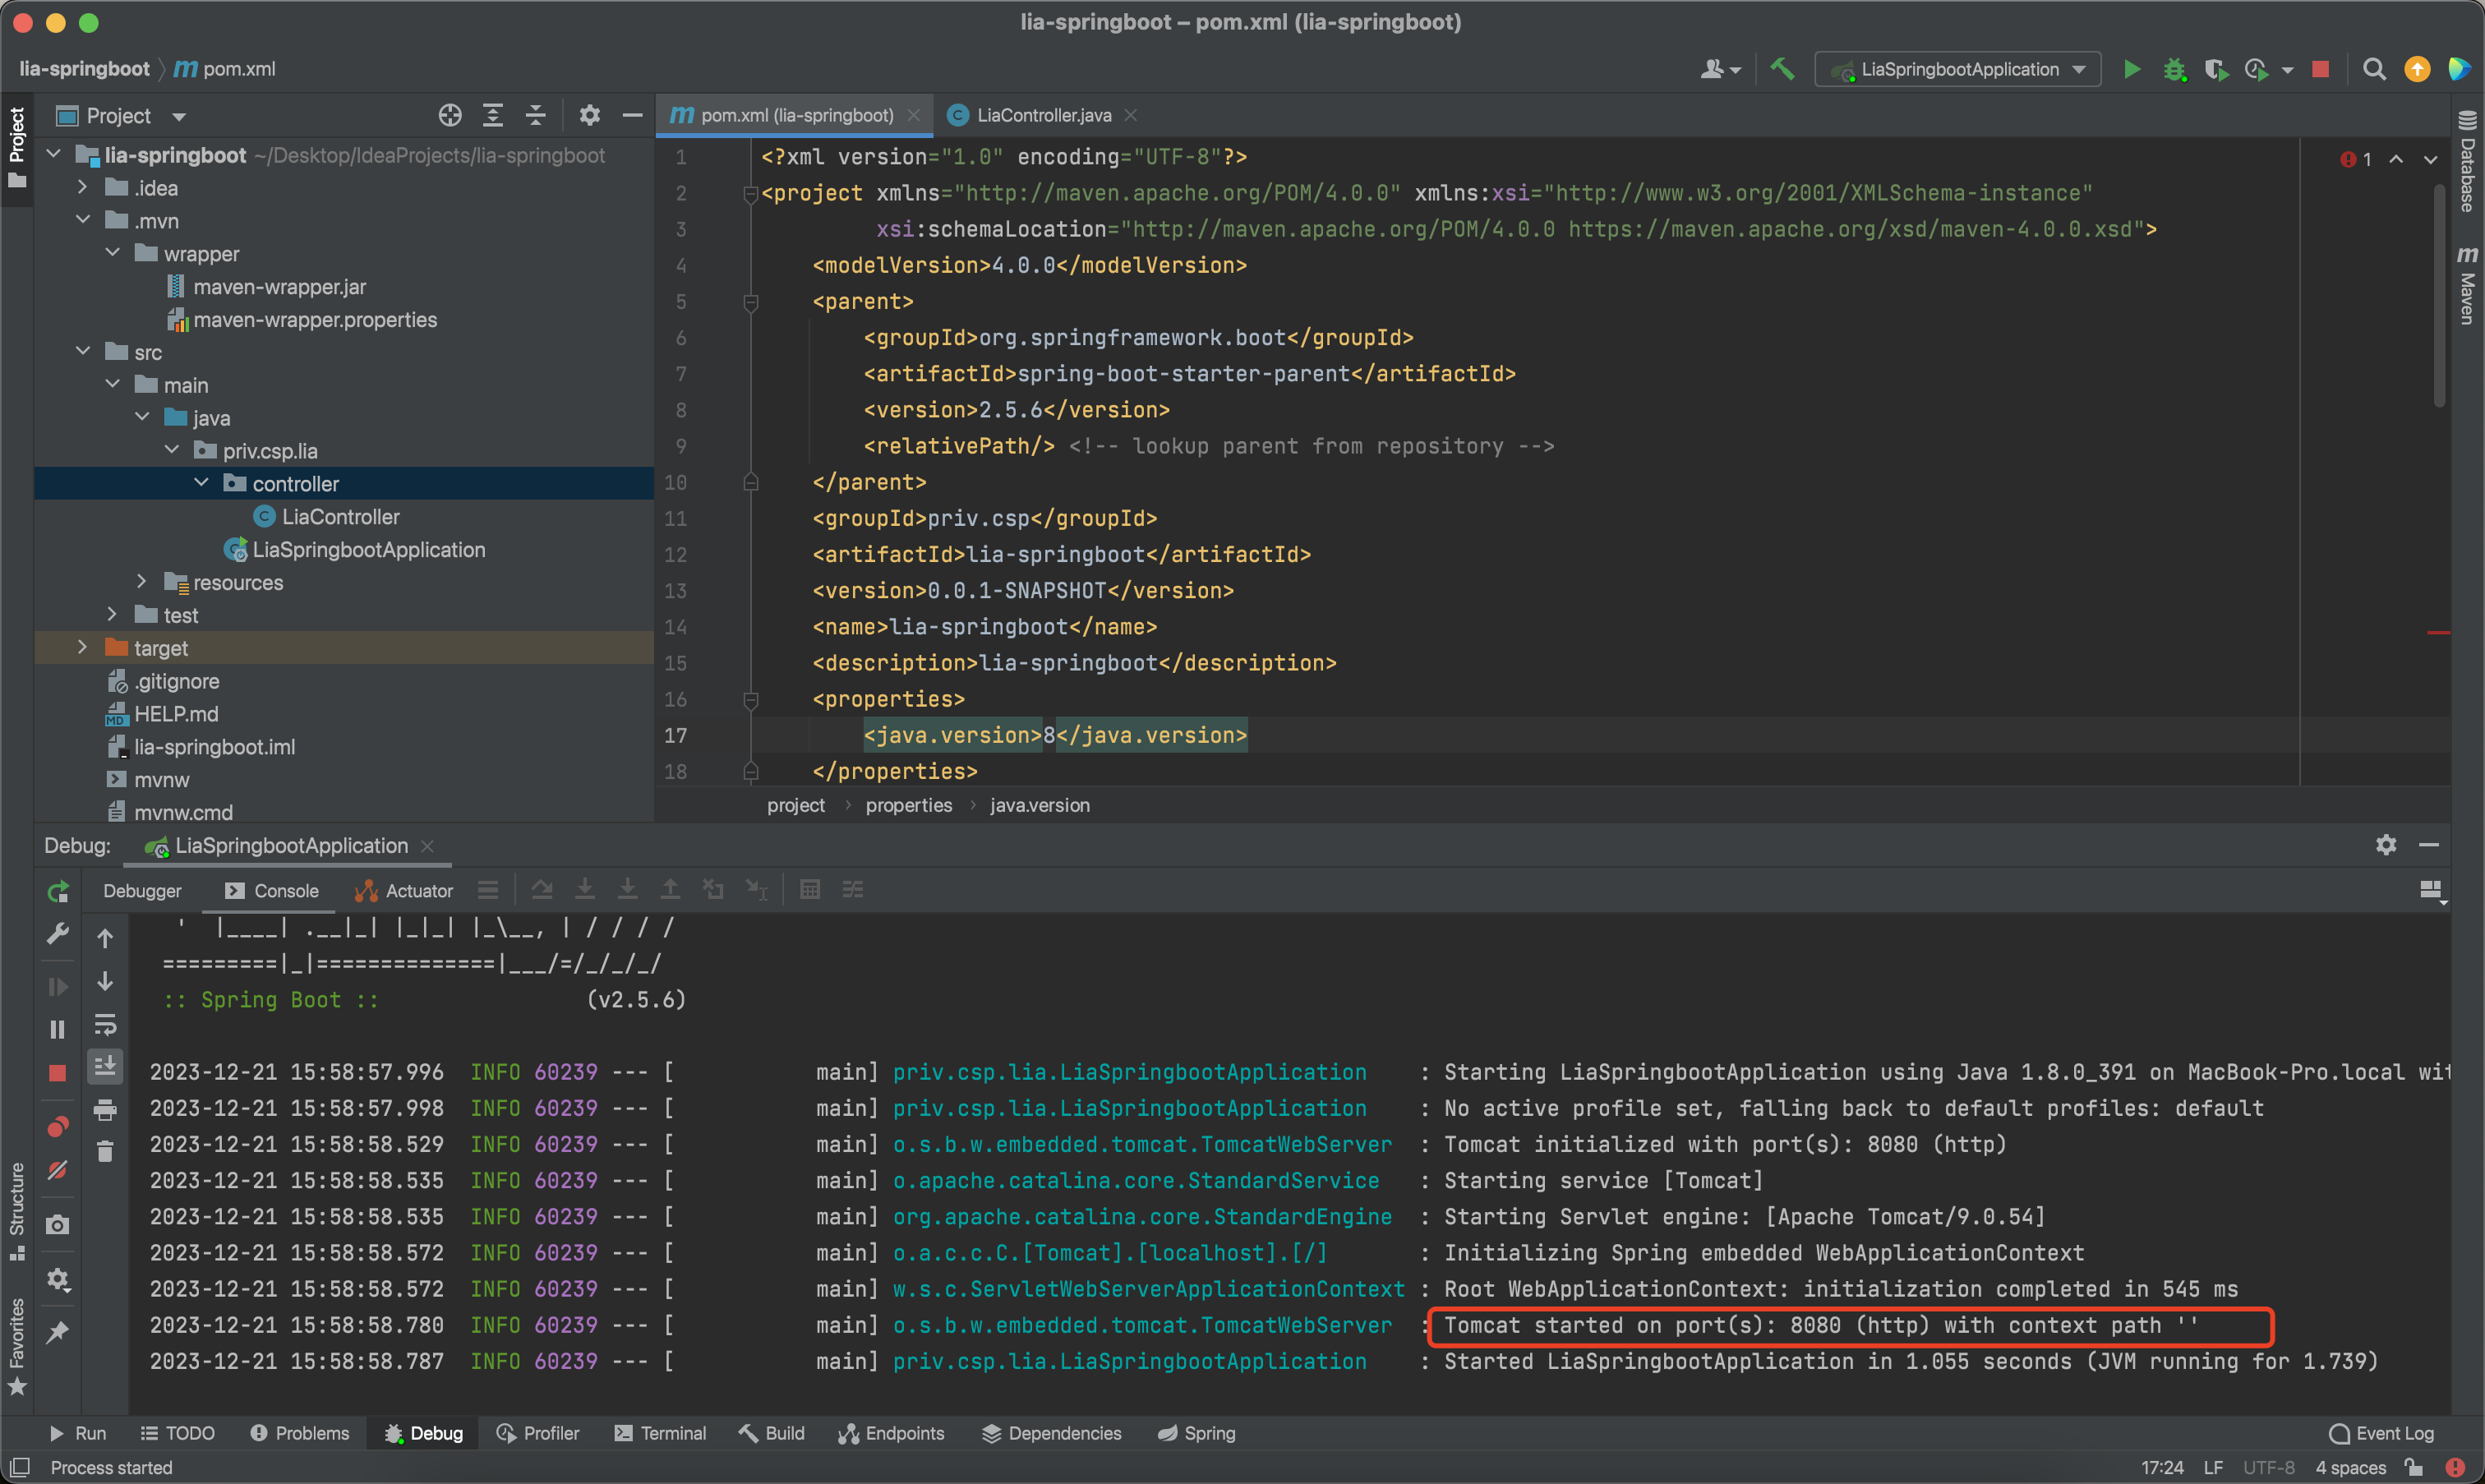 lia-springboot – pom.xml (lia-springboot)
lia-springboot pom.xml
LiaSpringbootApplication
Project
Project
lia-springboot ~/Desktop/IdeaProjects/lia-springboot
.idea
.mvn
wrapper
maven-wrapper.jar
maven-wrapper.properties
src
main
java
priv.csp.lia
controller
LiaController
LiaSpringbootApplication
resources
test
target
.gitignore
HELP.md
lia-springboot.iml
mvnw
mvnw.cmd
pom.xml (lia-springboot)
LiaController.java
1 <?xml version="1.0" encoding="UTF-8"?>
2 <project xmlns="http://maven.apache.org/POM/4.0.0" xmlns:xsi="http://www.w3.org/2001/XMLSchema-instance"
3 xsi:schemaLocation="http://maven.apache.org/POM/4.0.0 https://maven.apache.org/xsd/maven-4.0.0.xsd">
4 <modelVersion>4.0.0</modelVersion>
5 <parent>
6 <groupId>org.springframework.boot</groupId>
7 <artifactId>spring-boot-starter-parent</artifactId>
8 <version>2.5.6</version>
9 <relativePath/> <!-- lookup parent from repository -->
10 </parent>
11 <groupId>priv.csp</groupId>
12 <artifactId>lia-springboot</artifactId>
13 <version>0.0.1-SNAPSHOT</version>
14 <name>lia-springboot</name>
15 <description>lia-springboot</description>
16 <properties>
17 <java.version>8</java.version>
18 </properties>
1
Database
Maven
project properties java.version
Debug: LiaSpringbootApplication
Debugger Console Actuator
'  |____| .__|_| |_|_| |_\__, | / / / /
=========|_|==============|___/=/_/_/_/
:: Spring Boot :: (v2.5.6)
2023-12-21 15:58:57.996 INFO 60239 --- [ main] priv.csp.lia.LiaSpringbootApplication : Starting LiaSpringbootApplication using Java 1.8.0_391 on MacBook-Pro.local wit
2023-12-21 15:58:57.998 INFO 60239 --- [ main] priv.csp.lia.LiaSpringbootApplication : No active profile set, falling back to default profiles: default
2023-12-21 15:58:58.529 INFO 60239 --- [ main] o.s.b.w.embedded.tomcat.TomcatWebServer : Tomcat initialized with port(s): 8080 (http)
2023-12-21 15:58:58.535 INFO 60239 --- [ main] o.apache.catalina.core.StandardService : Starting service [Tomcat]
2023-12-21 15:58:58.535 INFO 60239 --- [ main] org.apache.catalina.core.StandardEngine : Starting Servlet engine: [Apache Tomcat/9.0.54]
2023-12-21 15:58:58.572 INFO 60239 --- [ main] o.a.c.c.C.[Tomcat].[localhost].[/] : Initializing Spring embedded WebApplicationContext
2023-12-21 15:58:58.572 INFO 60239 --- [ main] w.s.c.ServletWebServerApplicationContext : Root WebApplicationContext: initialization completed in 545 ms
2023-12-21 15:58:58.780 INFO 60239 --- [ main] o.s.b.w.embedded.tomcat.TomcatWebServer : Tomcat started on port(s): 8080 (http) with context path ''
2023-12-21 15:58:58.787 INFO 60239 --- [ main] priv.csp.lia.LiaSpringbootApplication : Started LiaSpringbootApplication in 1.055 seconds (JVM running for 1.739)
Structure
Favorites
Run TODO Problems Debug Profiler Terminal Build Endpoints Dependencies Spring Event Log
Process started 17:24 LF UTF-8 4 spaces